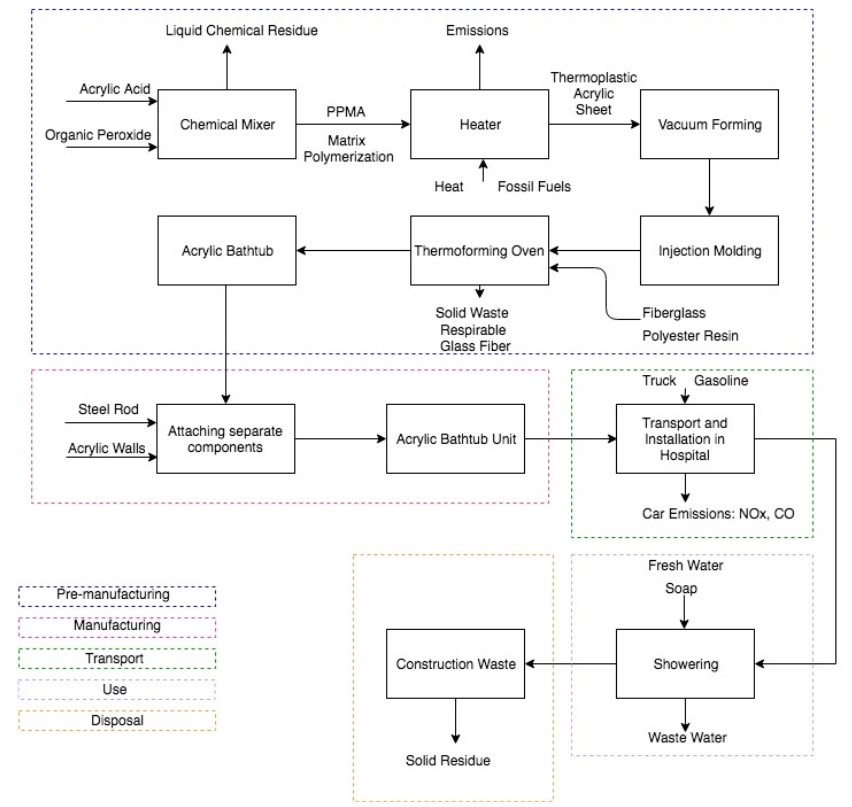 Liquid Chemical Residue
Emissions
Acrylic Acid
Organic Peroxide
Chemical Mixer
PPMA
Matrix
Polymerization
Heater
Thermoplastic
Acrylic
Sheet
Vacuum Forming
Heat
Fossil Fuels
Acrylic Bathtub
Thermoforming Oven
Injection Molding
Solid Waste
Respirable
Glass Fiber
Fiberglass
Polyester Resin
Steel Rod
Acrylic Walls
Attaching separate
components
Acrylic Bathtub Unit
Truck
Gasoline
Transport and
Installation in
Hospital
Car Emissions: NOx, CO
Fresh Water
Soap
Showering
Waste Water
Construction Waste
Solid Residue
Pre-manufacturing
Manufacturing
Transport
Use
Disposal